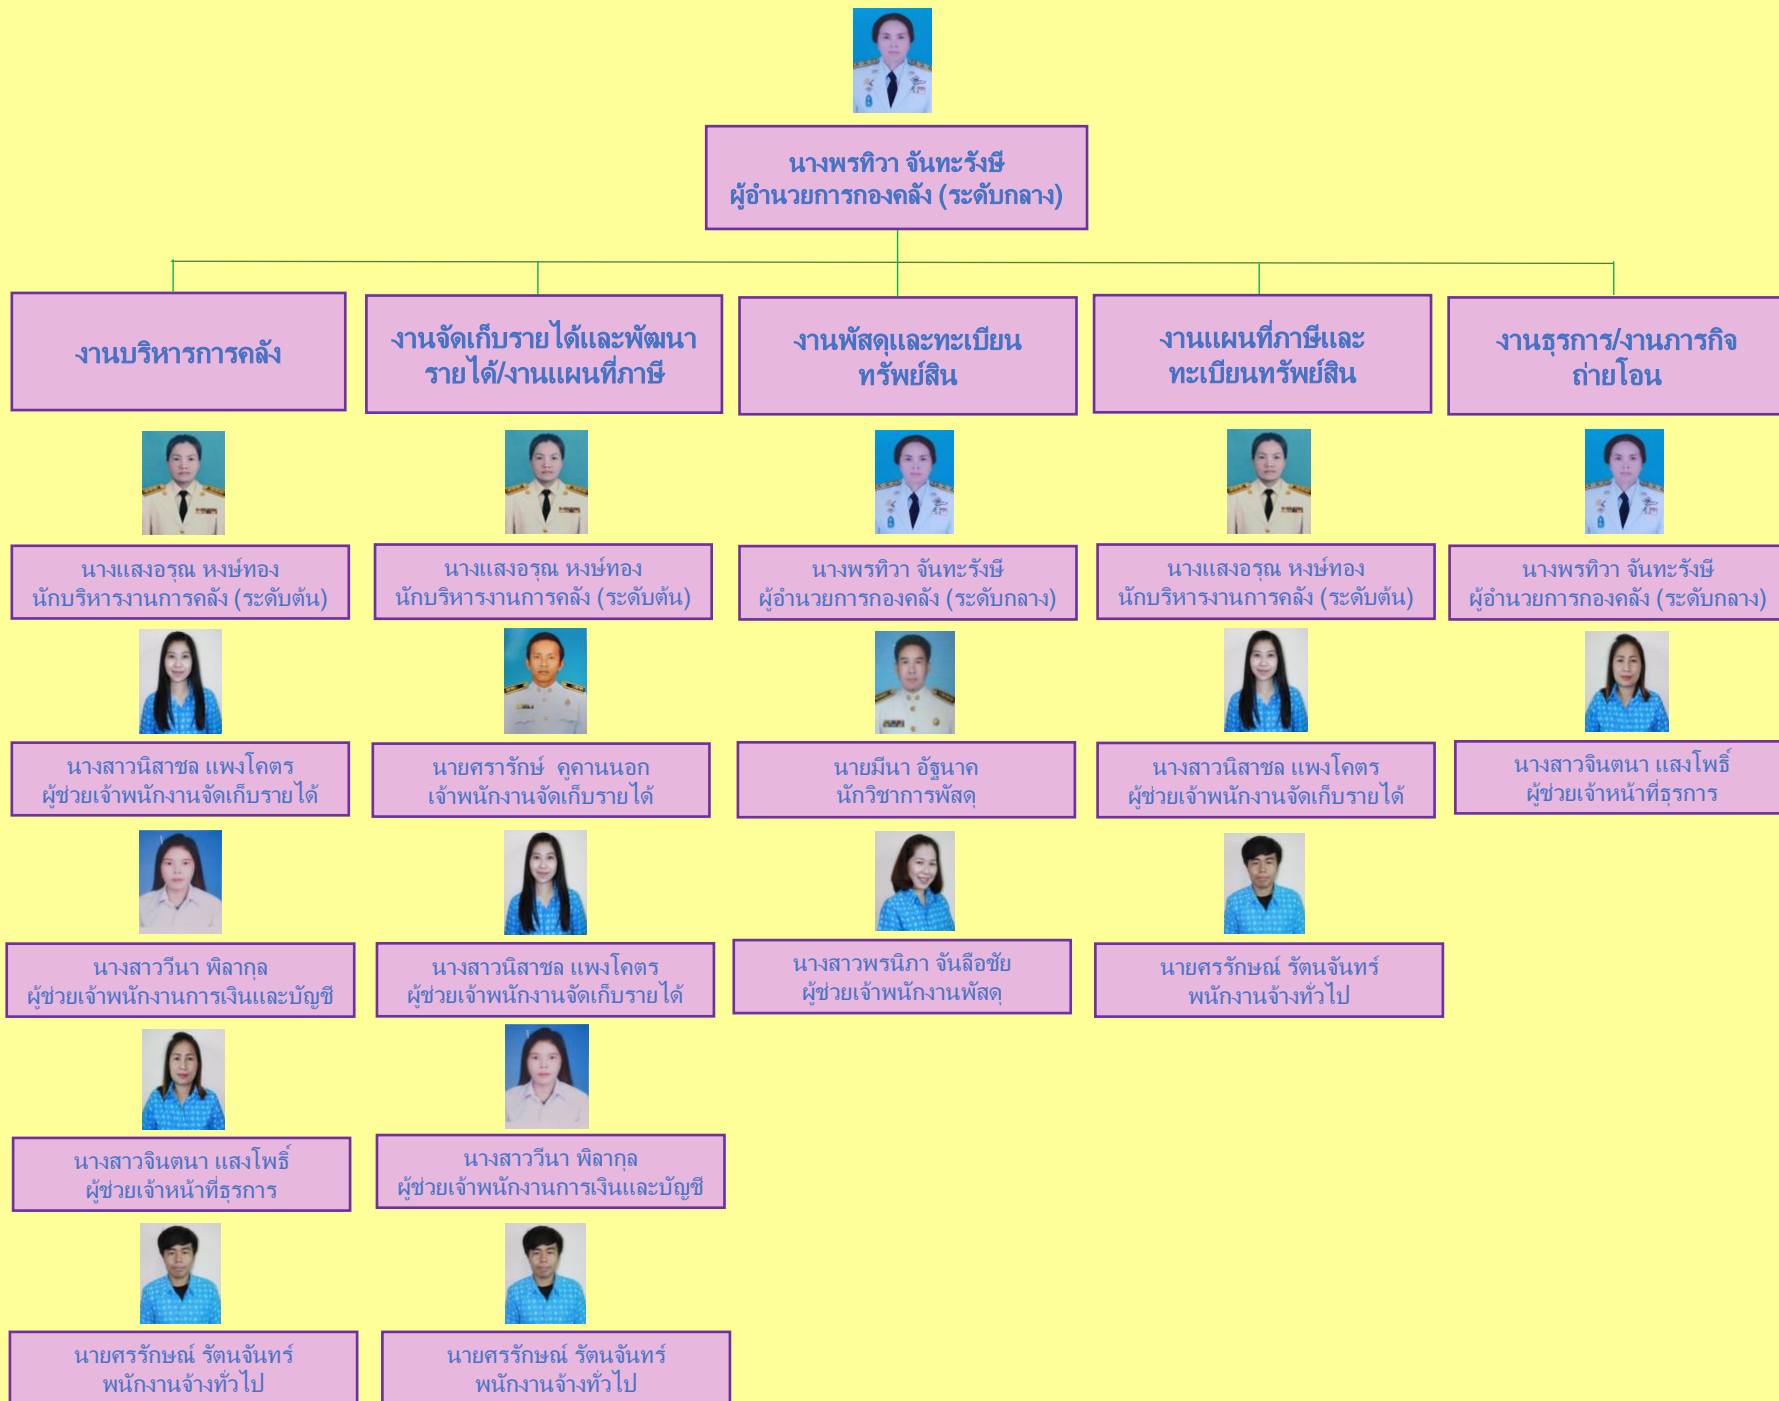 นางพรทิวา จันทะรังษี
ผู้อำนวยการกองคลัง (ระดับกลาง)
งานบริหารการคลัง
งานจัดเก็บรายได้และพัฒนา
รายได้/งานแผนที่ภาษี
งานพัสดุและทะเบียน
ทรัพย์สิน
งานแผนที่ภาษีและ
ทะเบียนทรัพย์สิน
งานธุรการ/งานภารกิจ
ถ่ายโอน
นางแสงอรุณ หงษ์ทอง
นักบริหารงานการคลัง (ระดับต้น)
นางแสงอรุณ หงษ์ทอง
นักบริหารงานการคลัง (ระดับต้น)
นางพรทิวา จันทะรังษี
ผู้อำนวยการกองคลัง (ระดับกลาง)
นางแสงอรุณ หงษ์ทอง
นักบริหารงานการคลัง (ระดับต้น)
นางพรทิวา จันทะรังษี
ผู้อำนวยการกองคลัง (ระดับกลาง)
นางสาวนิสาชล แพงโคตร
ผู้ช่วยเจ้าพนักงานจัดเก็บรายได้
นายศรารักษ์ คูคานนอก
เจ้าพนักงานจัดเก็บรายได้
นายมีนา อัฐนาค
นักวิชาการพัสดุ
นางสาวนิสาชล แพงโคตร
ผู้ช่วยเจ้าพนักงานจัดเก็บรายได้
นางสาวจินตนา แสงโพธิ์
ผู้ช่วยเจ้าหน้าที่ธุรการ
นางสาววีนา พิลากุล
ผู้ช่วยเจ้าพนักงานการเงินและบัญชี
นางสาวนิสาชล แพงโคตร
ผู้ช่วยเจ้าพนักงานจัดเก็บรายได้
นางสาวพรนิภา จันลือชัย
ผู้ช่วยเจ้าพนักงานพัสดุ
นายศรรักษณ์ รัตนจันทร์
พนักงานจ้างทั่วไป
นางสาวจินตนา แสงโพธิ์
ผู้ช่วยเจ้าหน้าที่ธุรการ
นางสาววีนา พิลากุล
ผู้ช่วยเจ้าพนักงานการเงินและบัญชี
นายศรรักษณ์ รัตนจันทร์
พนักงานจ้างทั่วไป
นายศรรักษณ์ รัตนจันทร์
พนักงานจ้างทั่วไป